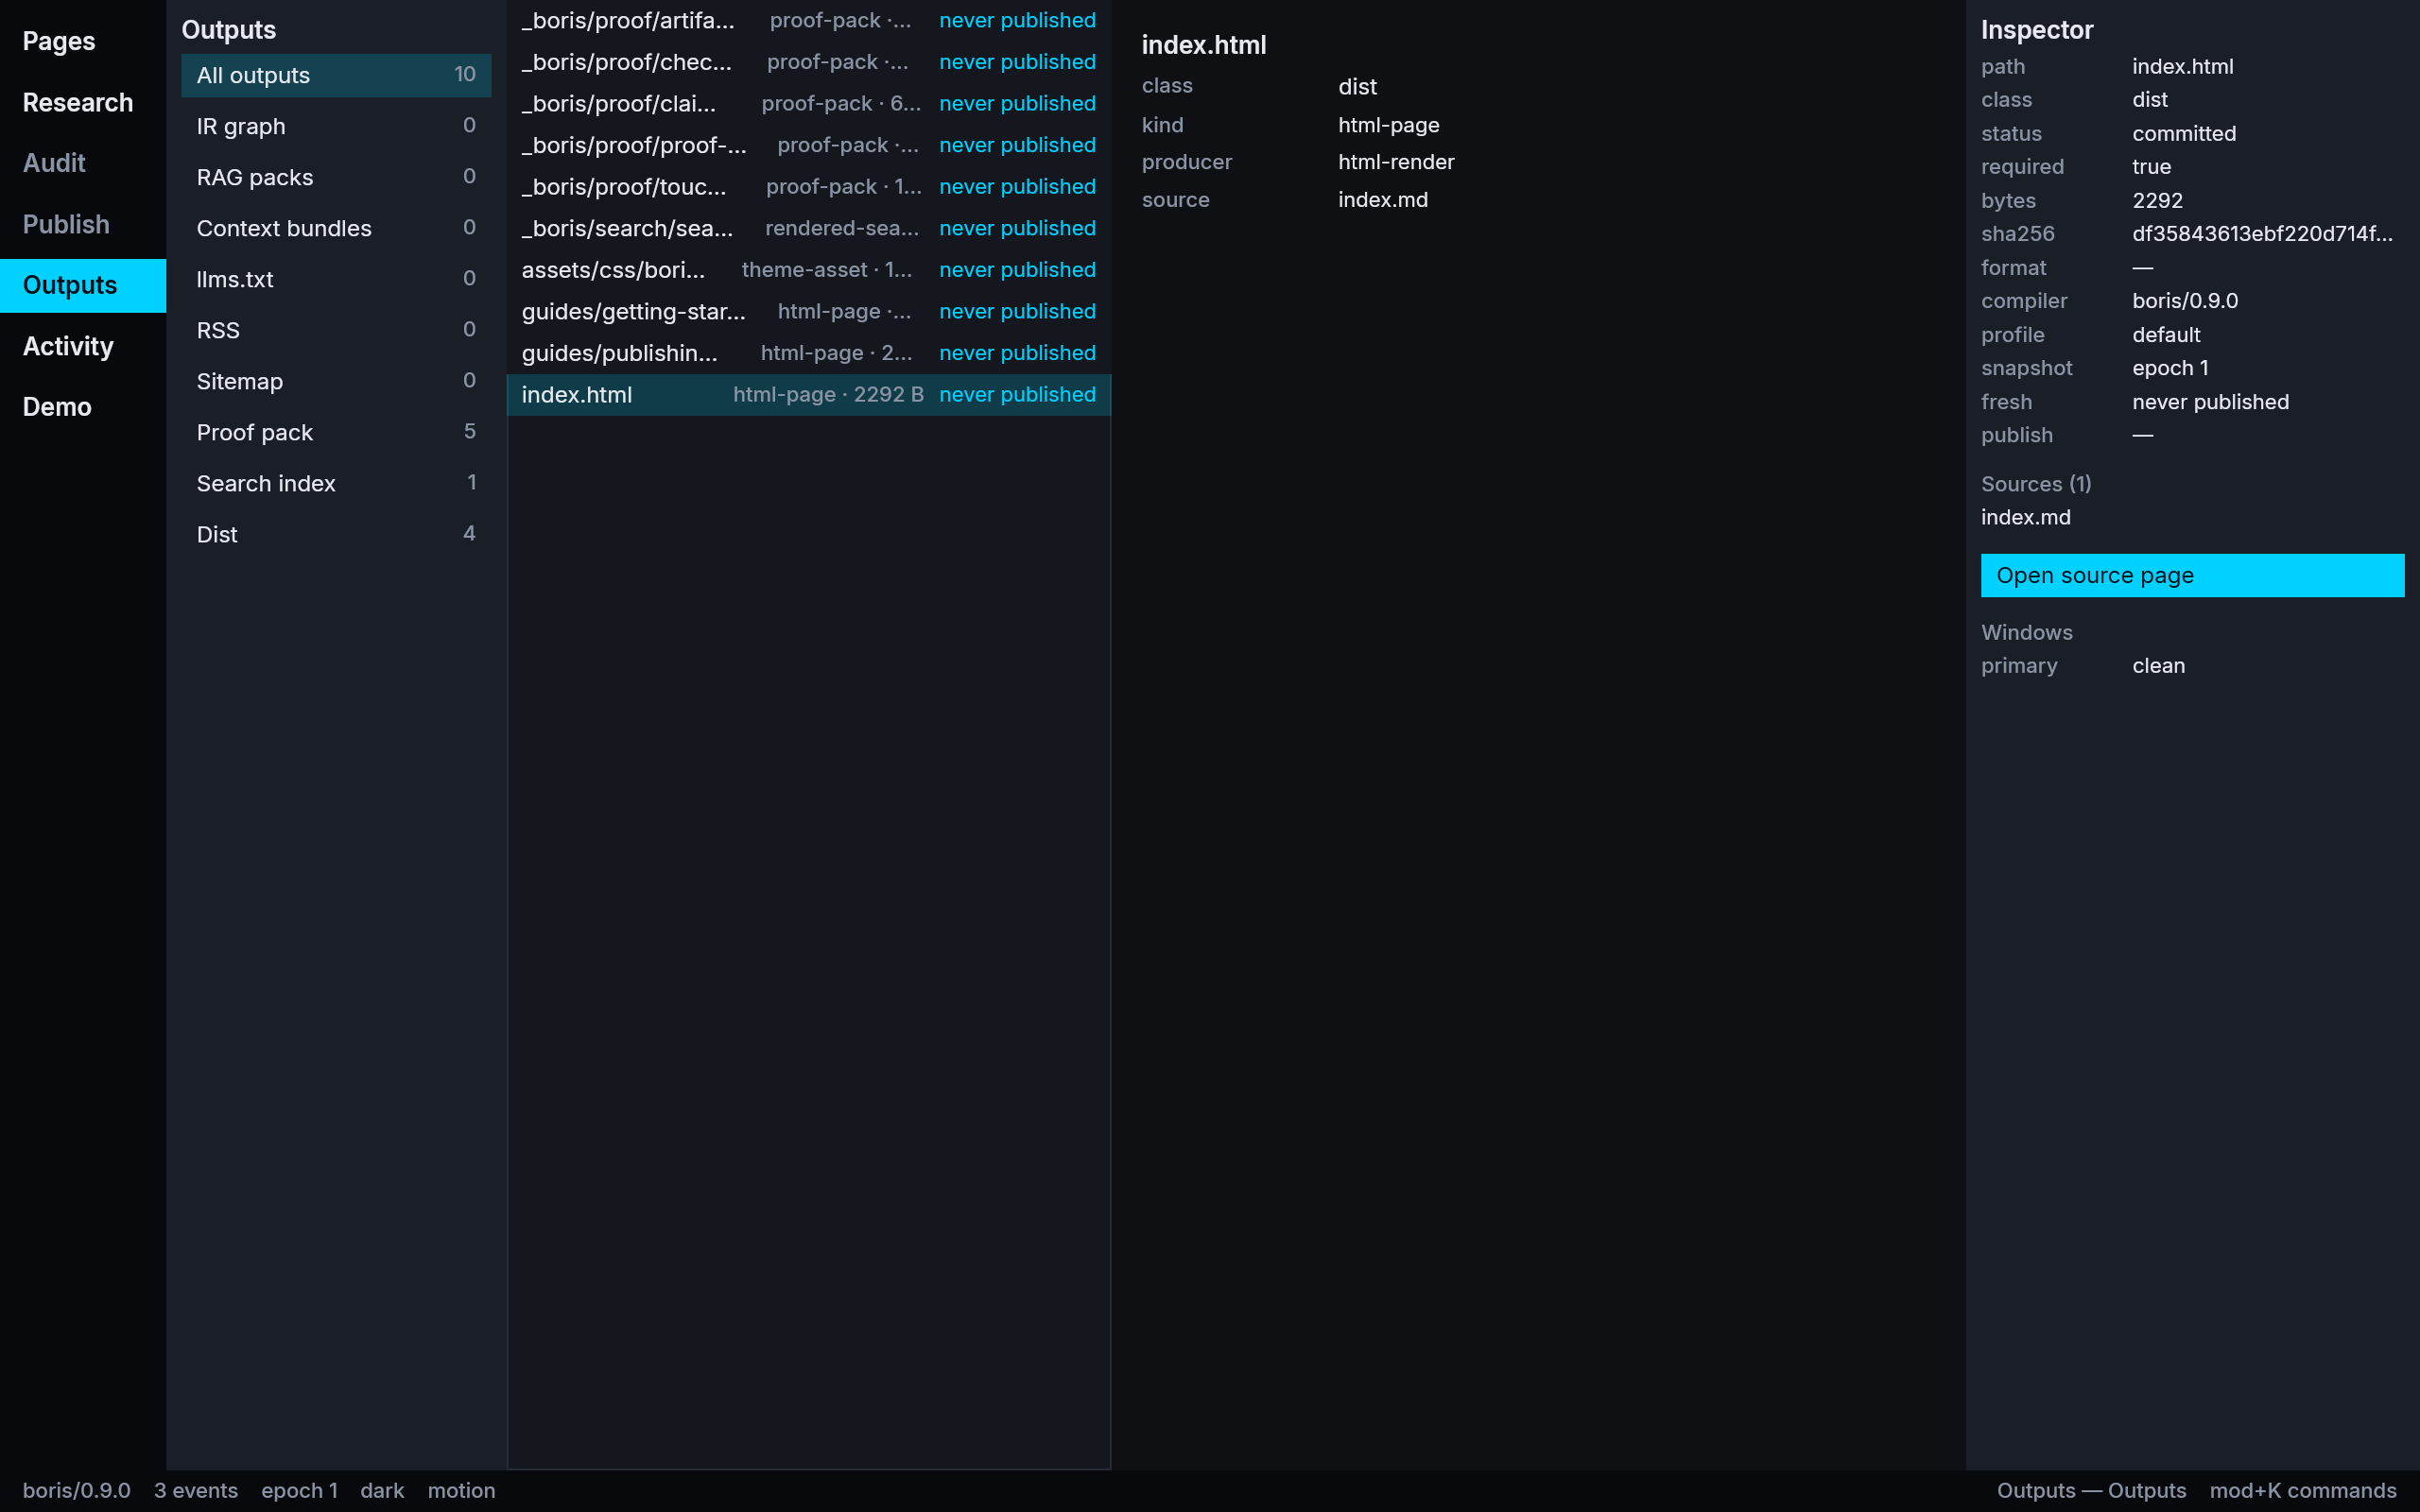 Pages
Research
Audit
Publish
Outputs
Activity
Demo
Outputs
All outputs 10
IR graph 0
RAG packs 0
Context bundles 0
llms.txt 0
RSS 0
Sitemap 0
Proof pack 5
Search index 1
Dist 4
_boris/proof/artifa... proof-pack ·... never published
_boris/proof/chec... proof-pack ·... never published
_boris/proof/clai... proof-pack · 6... never published
_boris/proof/proof-... proof-pack ·... never published
_boris/proof/touc... proof-pack · 1... never published
_boris/search/sea... rendered-sea... never published
assets/css/bori... theme-asset · 1... never published
guides/getting-star... html-page ·... never published
guides/publishin... html-page · 2... never published
index.html html-page · 2292 B never published
index.html
class dist
kind html-page
producer html-render
source index.md
Inspector
path index.html
class dist
status committed
required true
bytes 2292
sha256 df35843613ebf220d714f...
format —
compiler boris/0.9.0
profile default
snapshot epoch 1
fresh never published
publish —
Sources (1)
index.md
Open source page
Windows
primary clean
boris/0.9.0 3 events epoch 1 dark motion
Outputs — Outputs mod+K commands